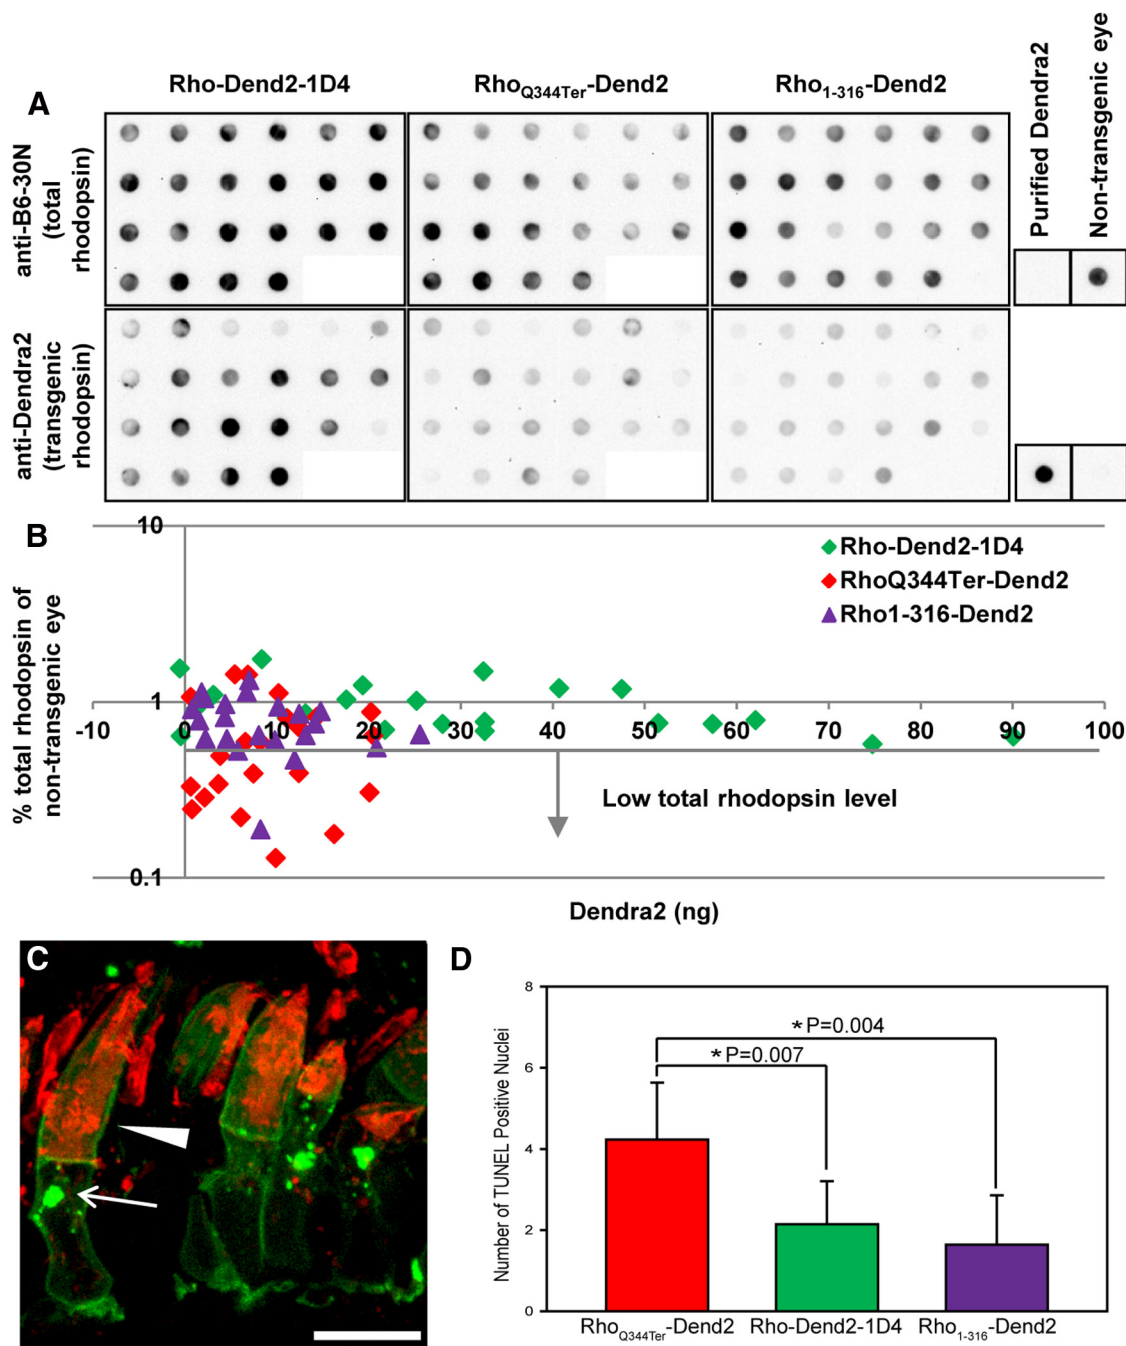 A
Rho-Dend2-1D4
RhoQ344Ter-Dend2
Rho1-316-Dend2
Purified Dendra2
Non-transgenic eye
anti-B6-30N
(total
rhodopsin)
anti-Dendra2
(transgenic
rhodopsin)
B
% total rhodopsin of
non-transgenic eye
10
1
0.1
-10
0
10
20
30
40
50
60
70
80
90
100
Rho-Dend2-1D4
RhoQ344Ter-Dend2
Rho1-316-Dend2
Low total rhodopsin level
Dendra2 (ng)
C
D
Number of TUNEL Positive Nuclei
8
6
4
2
0
*P=0.004
*P=0.007
RhoQ344Ter-Dend2
Rho-Dend2-1D4
Rho1-316-Dend2